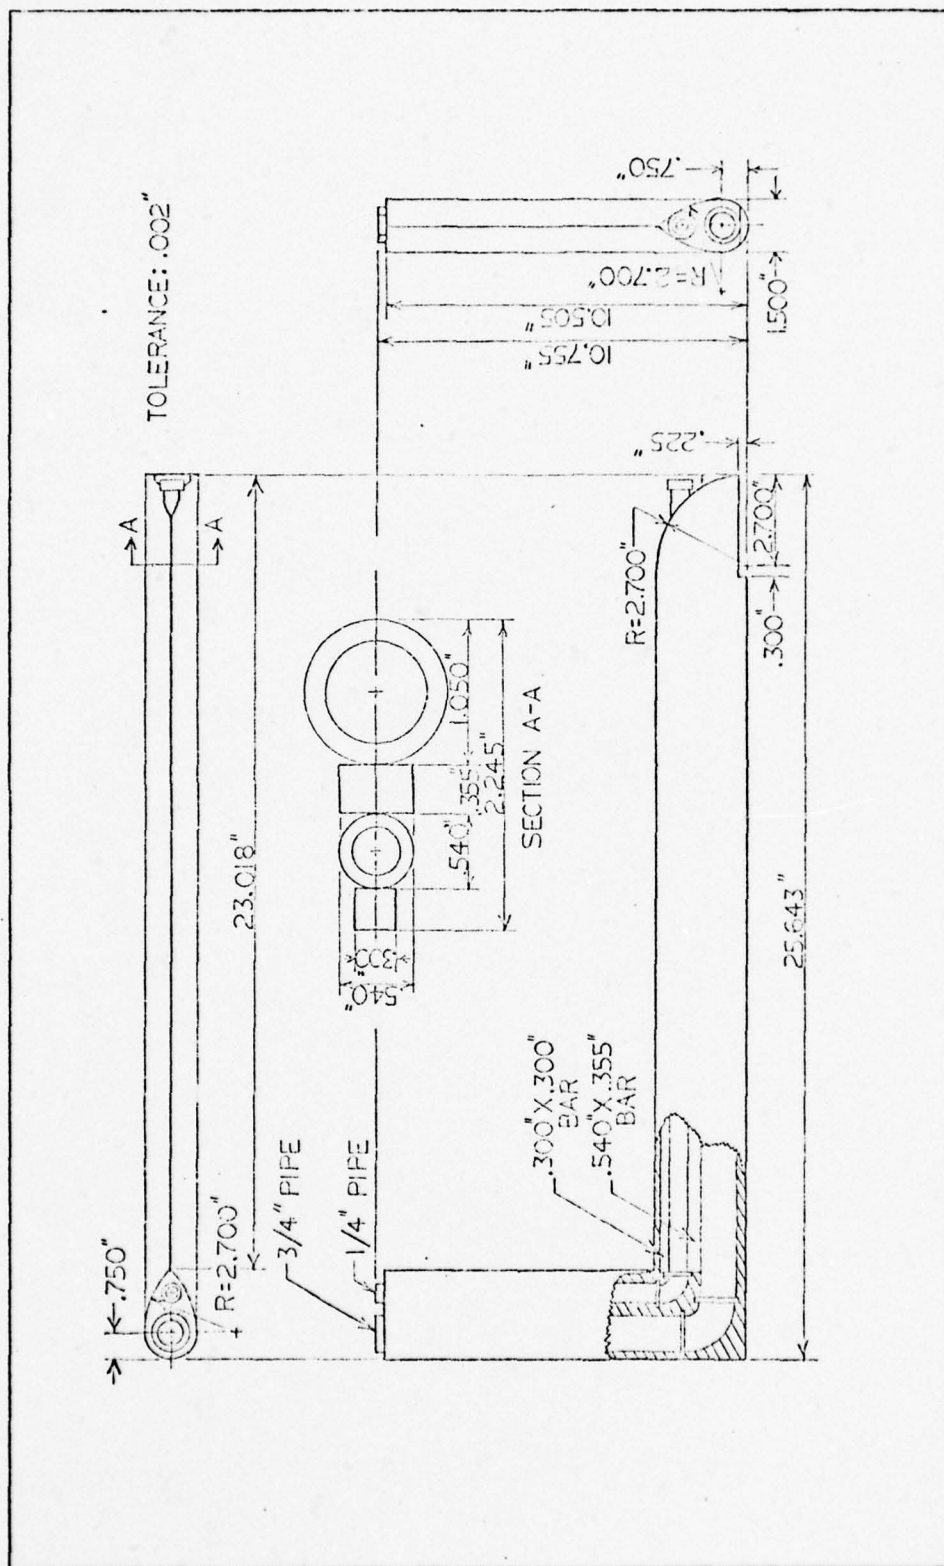 TOLERANCE: .002"
.750"
R=2.700"
23.018"
A
A
3/4" PIPE
1/4" PIPE
.540"
.300"
.540"
.355"
1.050"
2.245"
SECTION A-A
10.755"
10.505"
R=2.700"
.750"
1.500"
.300"X.300"
BAR
.540"X.355"
BAR
R=2.700"
.225"
2.700"
.300"
25.643"